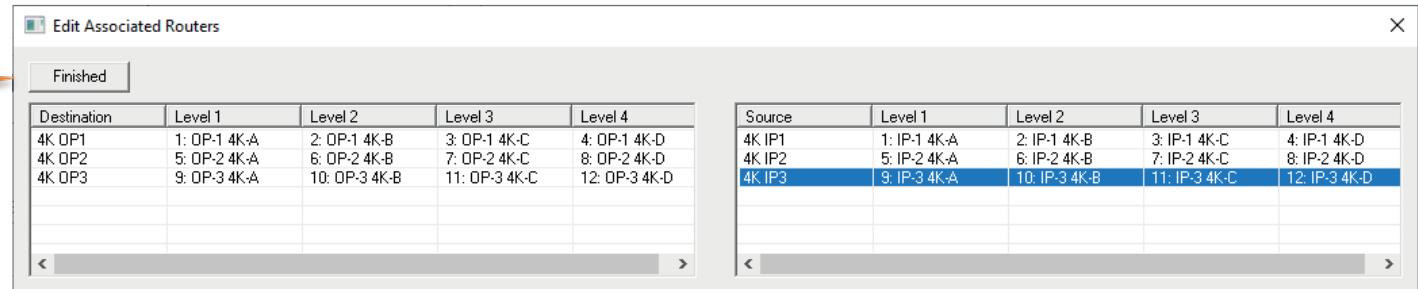 Edit Associated Routers
Finished
Destination Level 1 Level 2 Level 3 Level 4
4K OP1 1: OP-1 4K-A 2: OP-1 4K-B 3: OP-1 4K-C 4: OP-1 4K-D
4K OP2 5: OP-2 4K-A 6: OP-2 4K-B 7: OP-2 4K-C 8: OP-2 4K-D
4K OP3 9: OP-3 4K-A 10: OP-3 4K-B 11: OP-3 4K-C 12: OP-3 4K-D
Source Level 1 Level 2 Level 3 Level 4
4K IP1 1: IP-1 4K-A 2: IP-1 4K-B 3: IP-1 4K-C 4: IP-1 4K-D
4K IP2 5: IP-2 4K-A 6: IP-2 4K-B 7: IP-2 4K-C 8: IP-2 4K-D
4K IP3 9: IP-3 4K-A 10: IP-3 4K-B 11: IP-3 4K-C 12: IP-3 4K-D